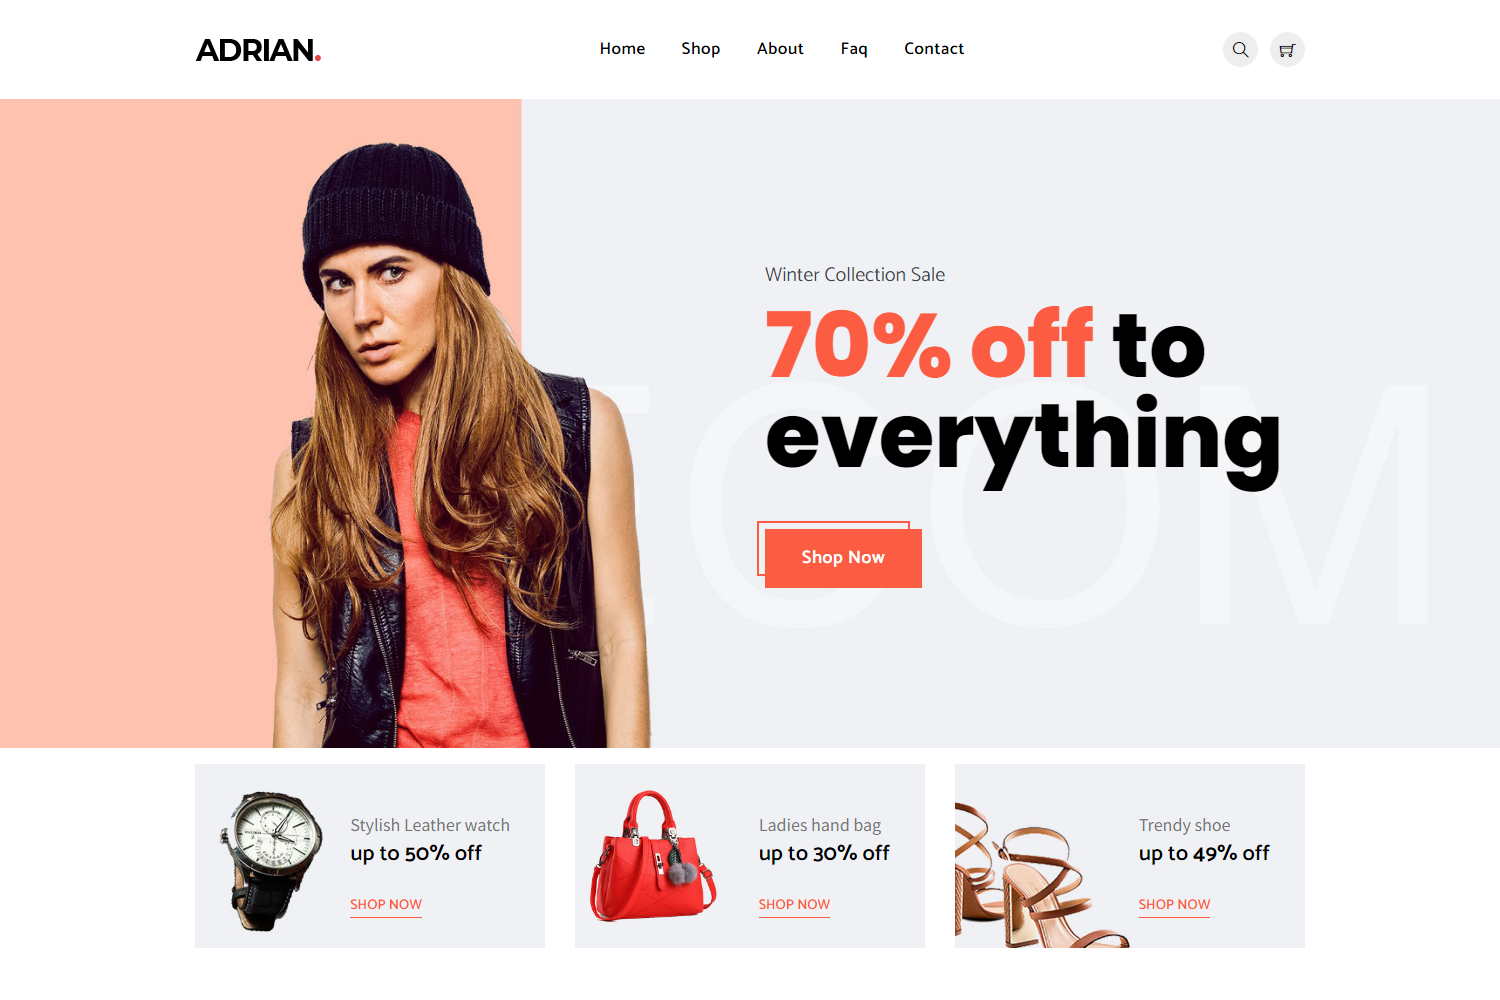 ADRIAN.
Home Shop About Faq Contact
Winter Collection Sale
70% off to
everything
ECOM
Shop Now
Stylish Leather watch
up to 50% off
SHOP NOW
Ladies hand bag
up to 30% off
SHOP NOW
Trendy shoe
up to 49% off
SHOP NOW